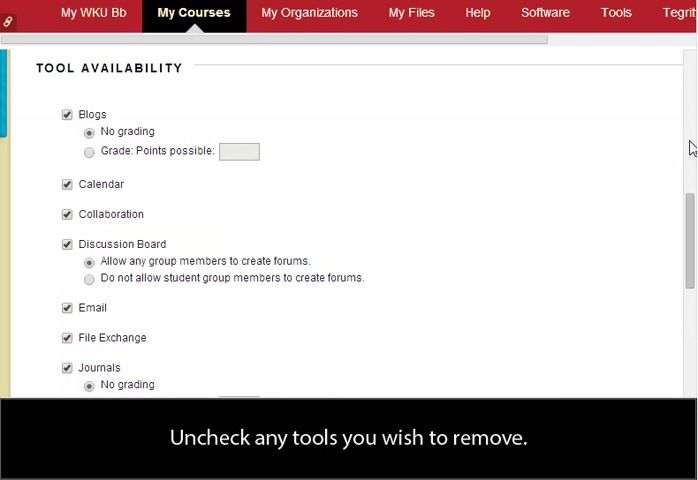 My WKU Bb My Courses My Organizations My Files Help Software Tools
TOOL AVAILABILITY
Blogs
No grading
Grade: Points possible:
Calendar
Collaboration
Discussion Board
Allow any group members to create forums.
Do not allow student group members to create forums.
Email
File Exchange
Journals
No grading
Uncheck any tools you wish to remove.